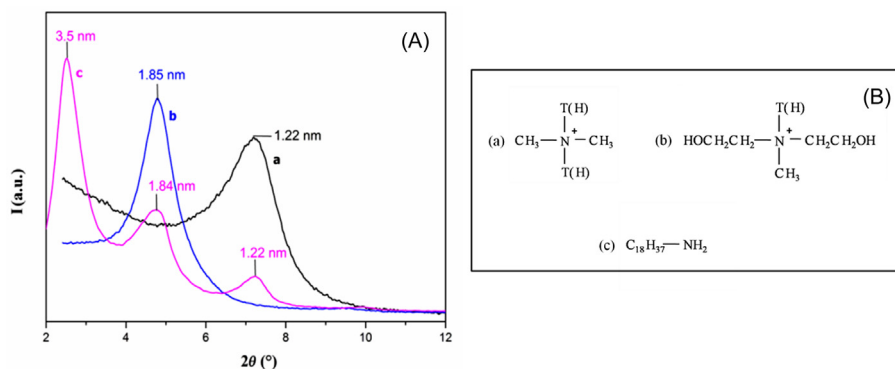 (A)
3.5 nm
c
1.85 nm
b
1.22 nm
a
1.84 nm
1.22 nm
I (a.u.)
2 4 6 8 10 12
2θ (°)
(B)
T(H)
(a) CH₃—N—CH₃
+
T(H)
T(H)
(b) HOCH₂CH₂—N—CH₂CH₂OH
+
CH₃
(c) C₁₈H₃₇—NH₂